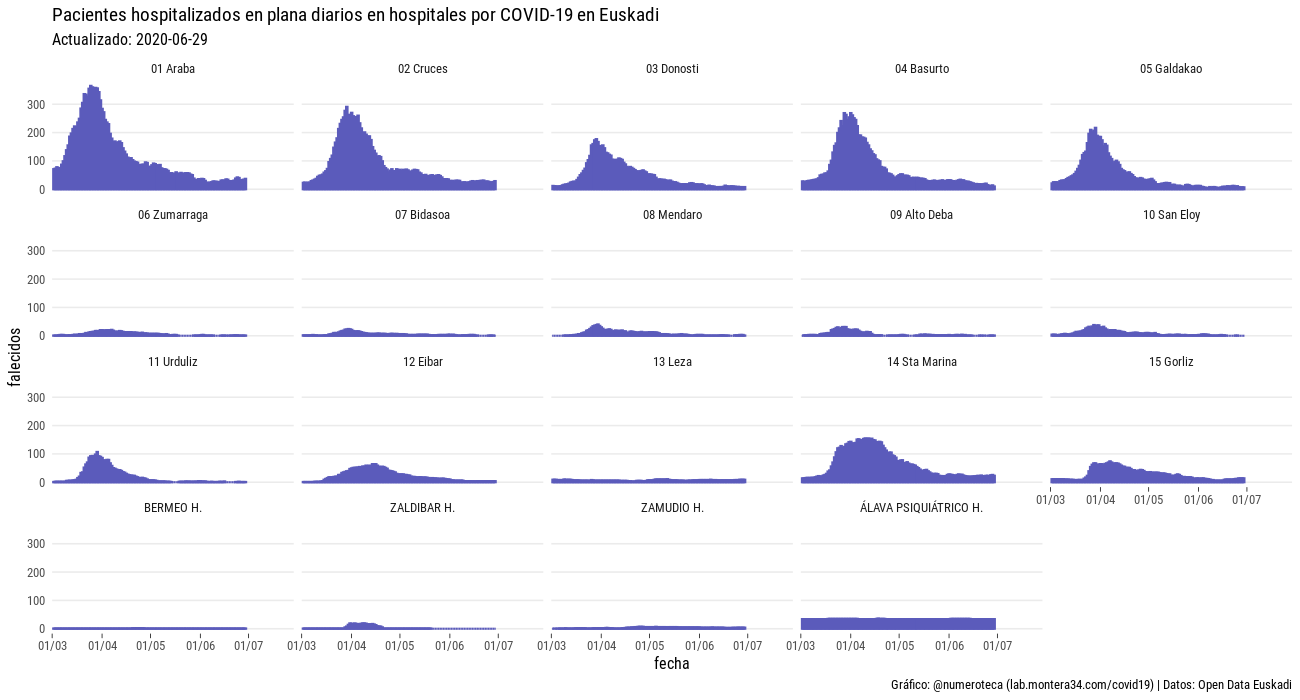 Pacientes hospitalizados en plana diarios en hospitales por COVID-19 en Euskadi
Actualizado: 2020-06-29
01 Araba 02 Cruces 03 Donosti 04 Basurto 05 Galdakao
300
200
100
0
06 Zumarraga 07 Bidasoa 08 Mendaro 09 Alto Deba 10 San Eloy
300
200
100
0
falecidos
11 Urduliz 12 Eibar 13 Leza 14 Sta Marina 15 Gorliz
300
200
100
0
01/03 01/04 01/05 01/06 01/07
BERMEO H. ZALDIBAR H. ZAMUDIO H. ÁLAVA PSIQUIÁTRICO H.
300
200
100
0
01/03 01/04 01/05 01/06 01/07 01/03 01/04 01/05 01/06 01/07 01/03 01/04 01/05 01/06 01/07 01/03 01/04 01/05 01/06 01/07
fecha
Gráfico: @numeroteca (lab.montera34.com/covid19) | Datos: Open Data Euskadi